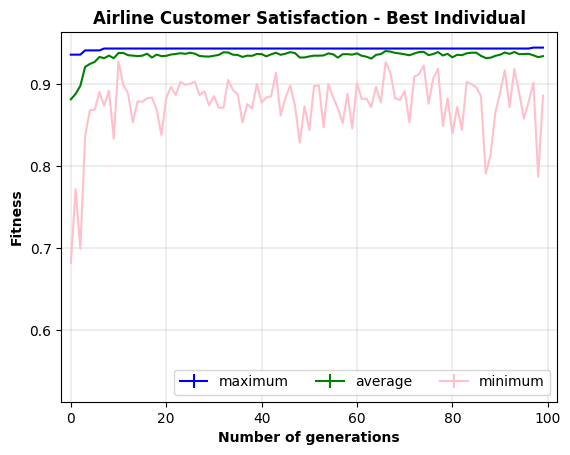 Airline Customer Satisfaction - Best Individual
Fitness
0.9
0.8
0.7
0.6
maximum average minimum
0 20 40 60 80 100
Number of generations